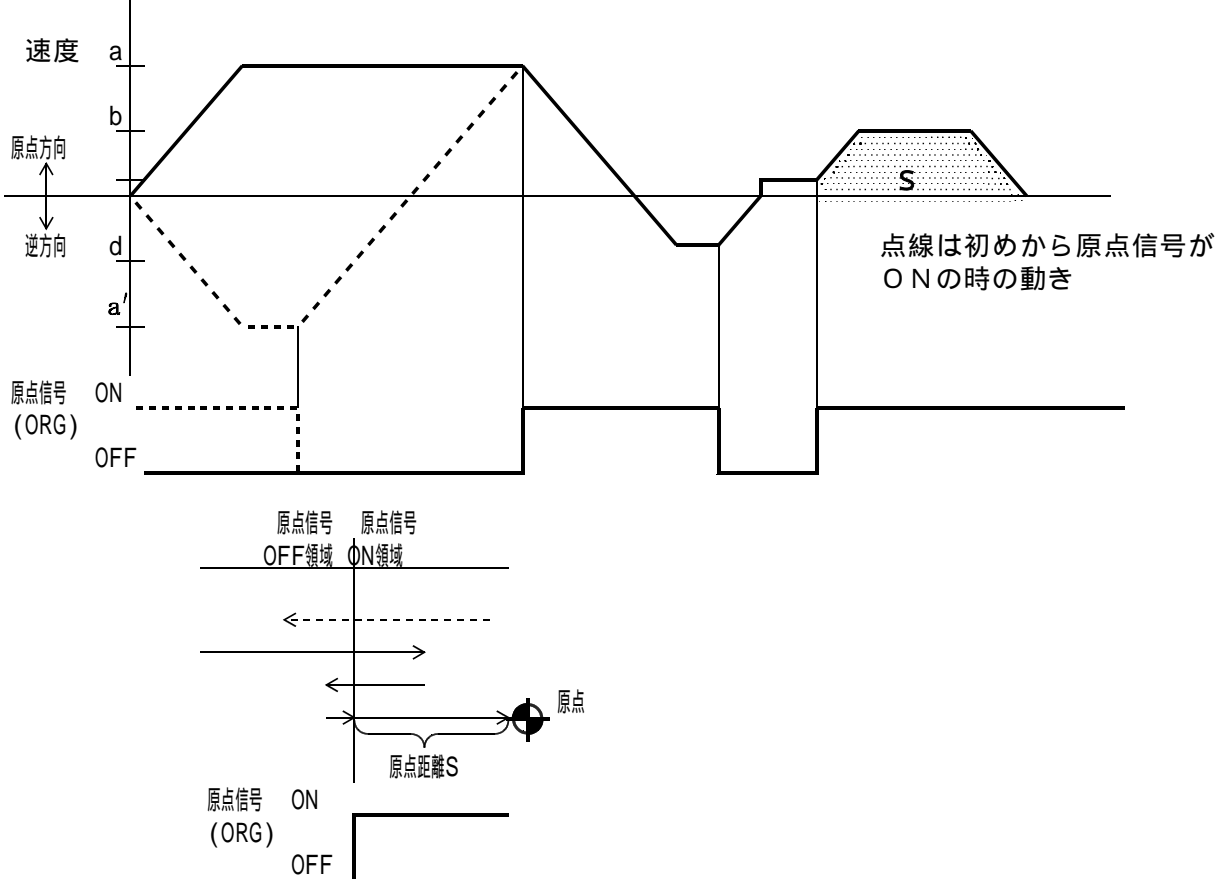 速度
a
b
原点方向
逆方向
d
a'
S
点線は初めから原点信号が
ＯＮの時の動き
原点信号 ON
(ORG)
OFF
原点信号 原点信号
OFF領域 ON領域
原点
原点距離S
原点信号 ON
(ORG)
OFF